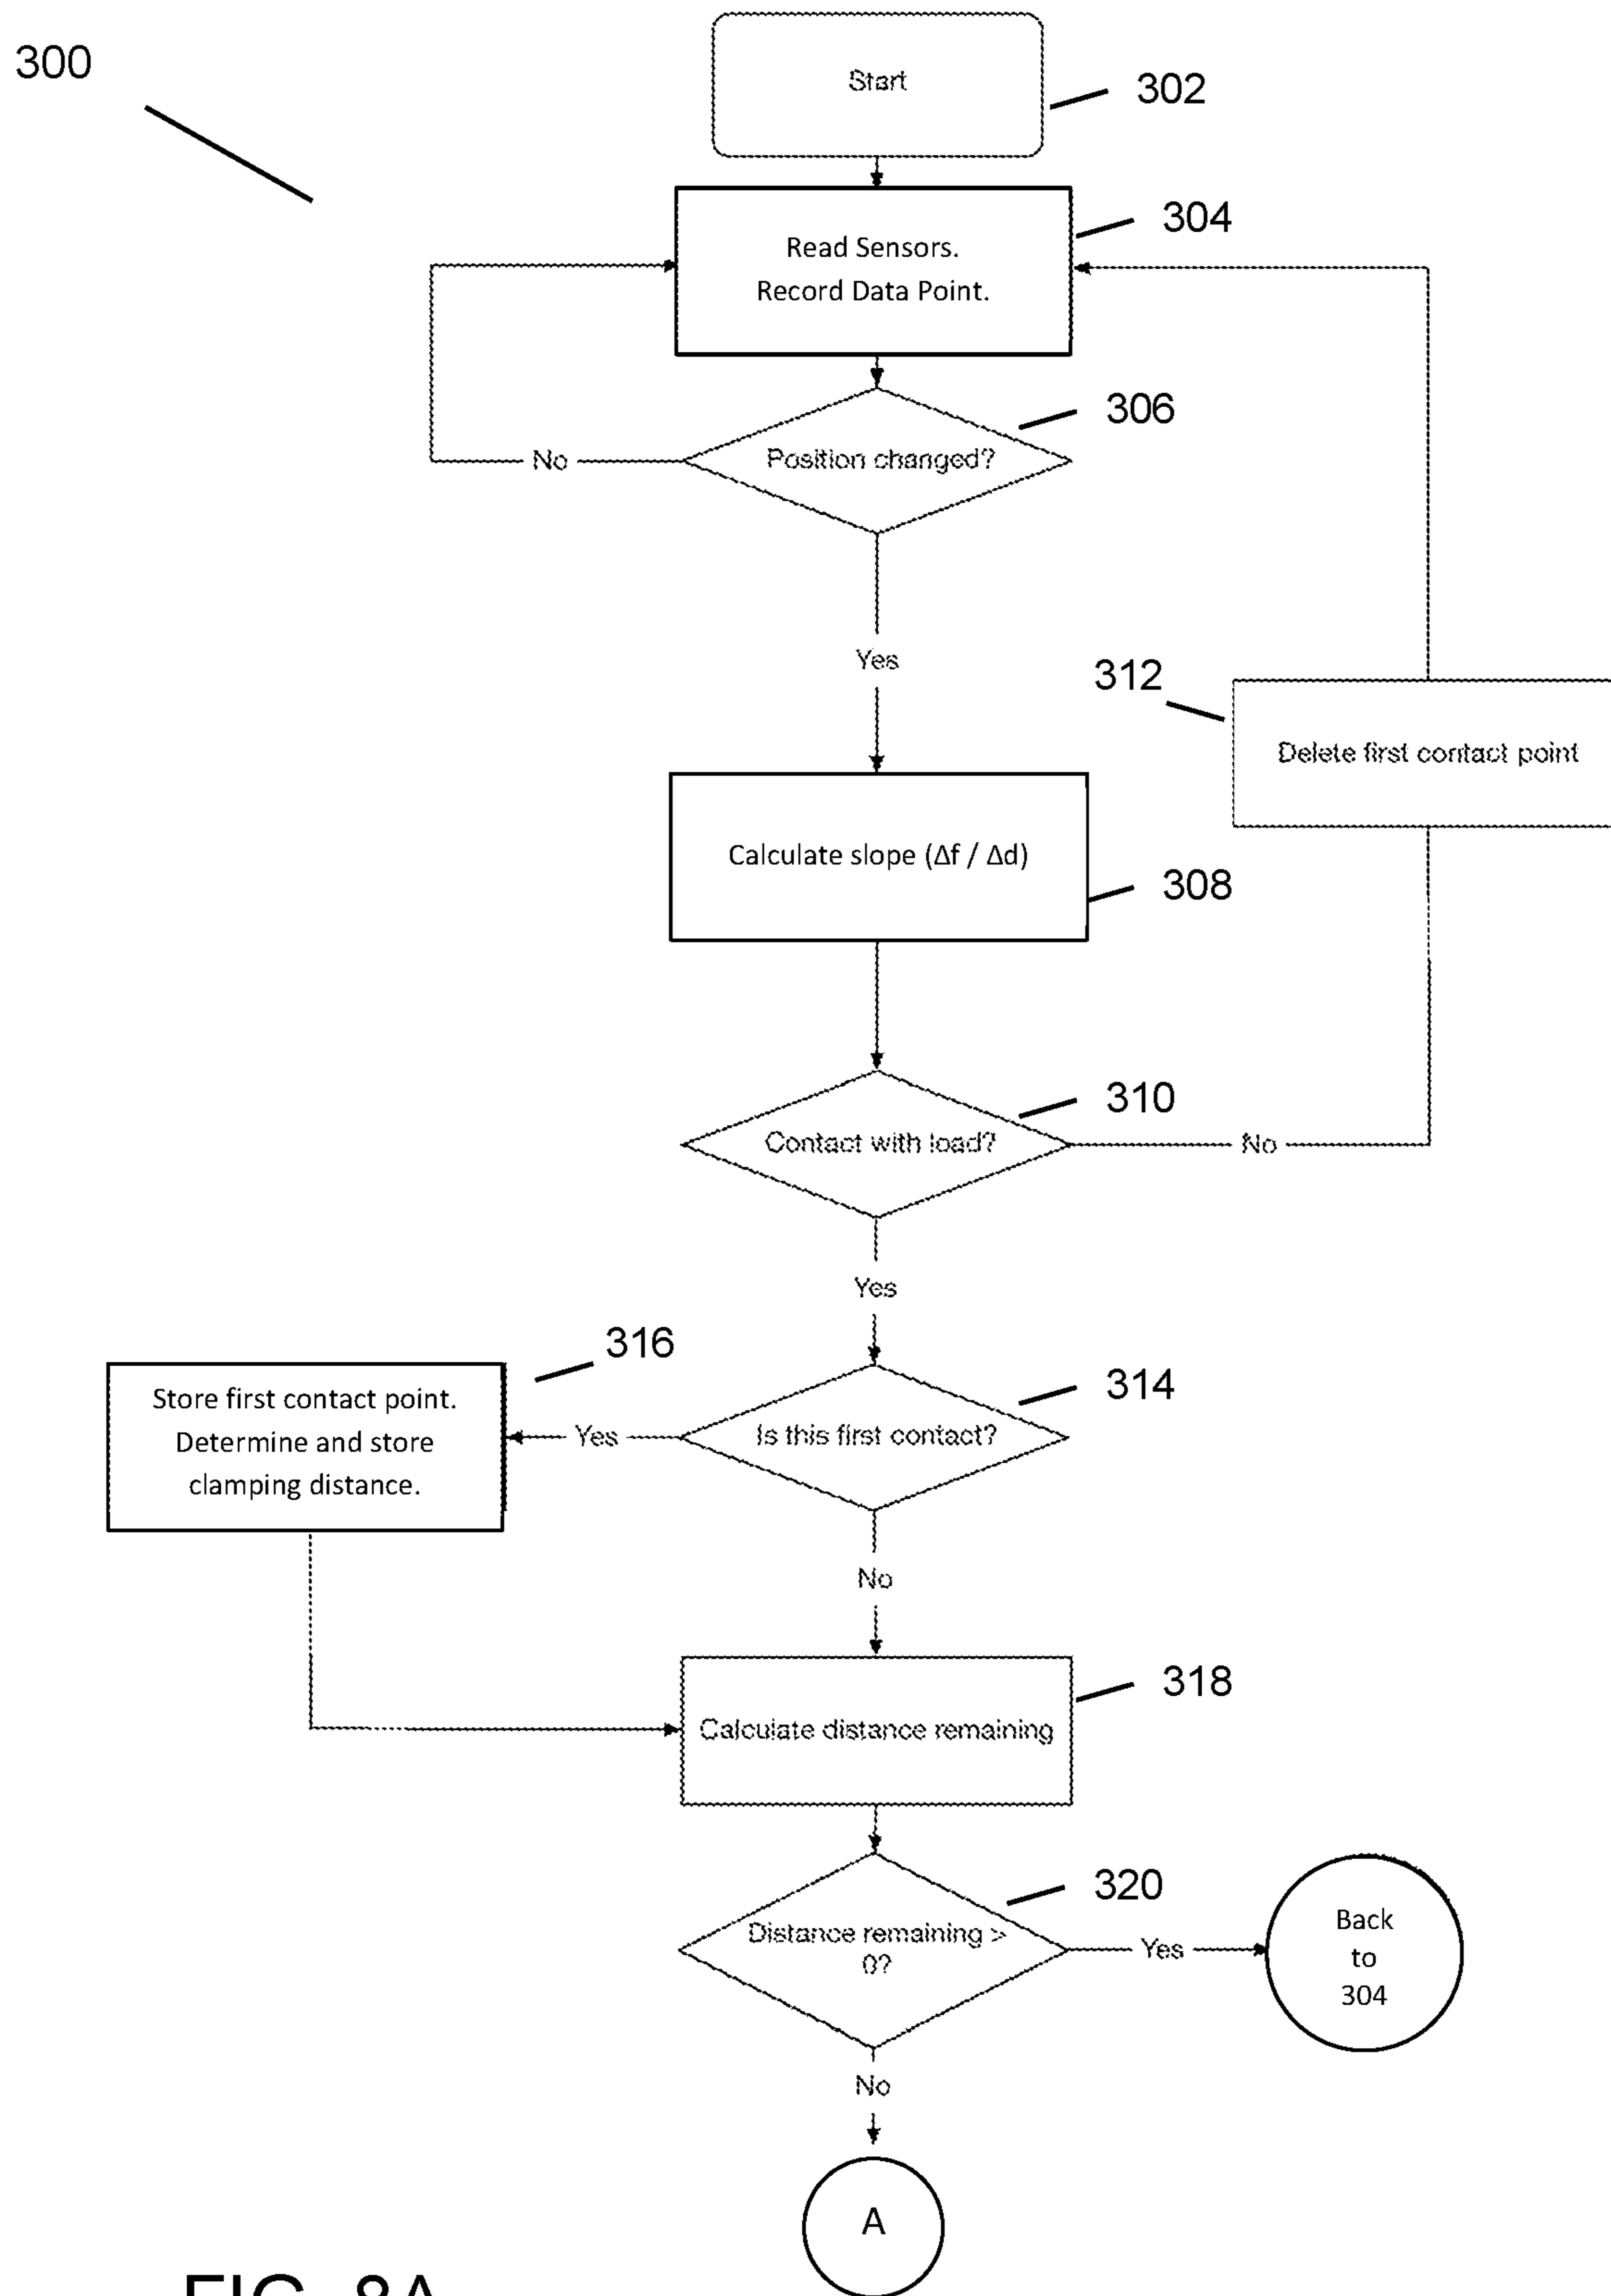 300
Start
302
304
Read Sensors.
Record Data Point.
306
Position changed?
No
Yes
312
Delete first contact point
Calculate slope (Δf / Δd)
308
310
Contact with load?
No
Yes
316
314
Store first contact point.
Determine and store
clamping distance.
Yes
Is this first contact?
No
318
Calculate distance remaining
320
Distance remaining >
0?
Yes
Back
to
304
No
A
FIG. 8A